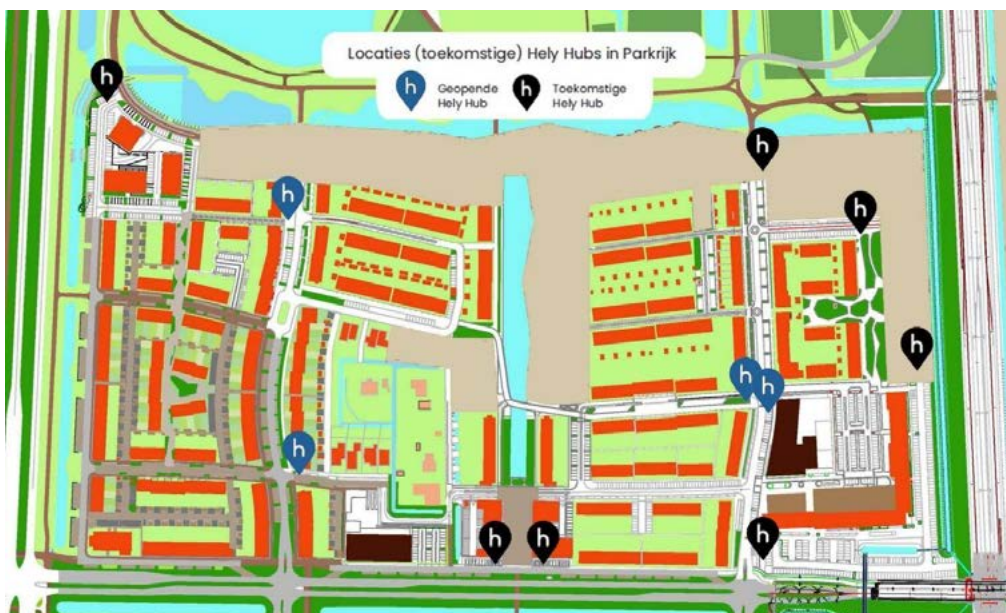 Locaties (toekomstige) Hely Hubs in Parkrijk
h Geopende
Hely Hub
h Toekomstige
Hely Hub
h
h
h
h
h
h
h
h
h
h
h